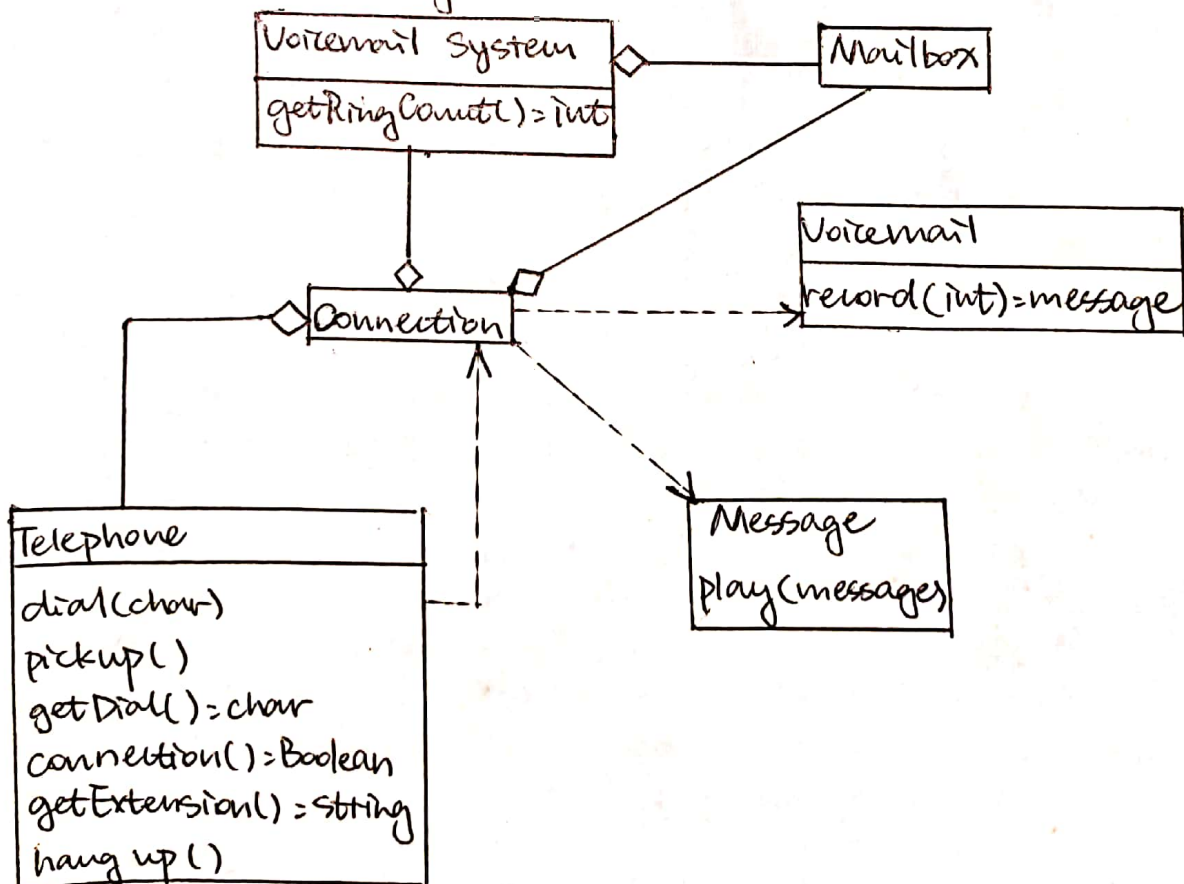 Voicemail System
getRingCount()=int
Mailbox
Voicemail
record(int)=message
Connection
Message
play(messages)
Telephone
dial(char)
pickup()
getDial()=char
connection()=Boolean
getExtension()=string
hang up()